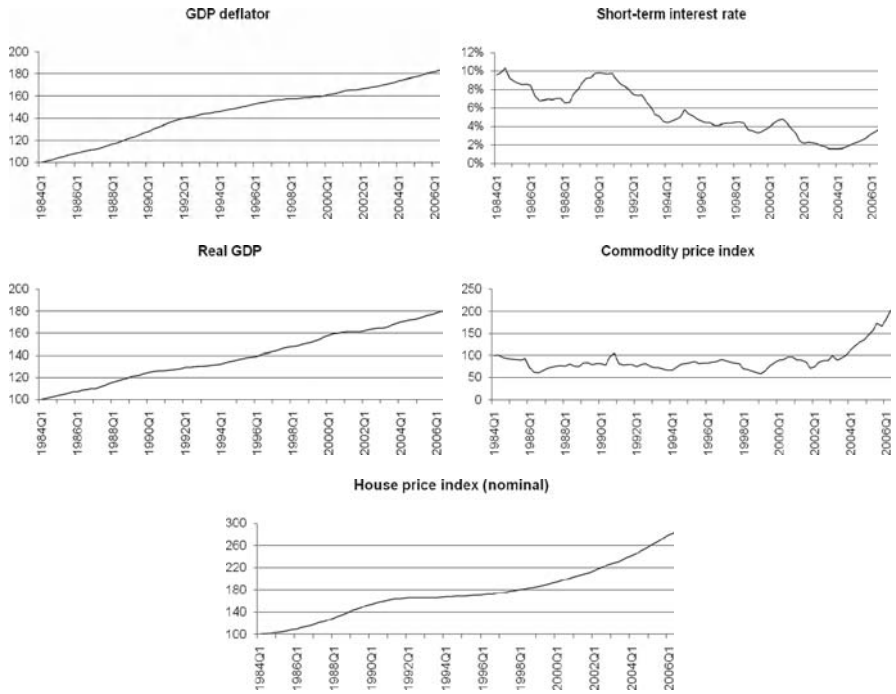 GDP deflator
200
180
160
140
120
100
1984Q1
1986Q1
1988Q1
1990Q1
1992Q1
1994Q1
1996Q1
1998Q1
2000Q1
2002Q1
2004Q1
2006Q1
Short-term interest rate
12%
10%
8%
6%
4%
2%
0%
1984Q1
1986Q1
1988Q1
1990Q1
1992Q1
1994Q1
1996Q1
1998Q1
2000Q1
2002Q1
2004Q1
2006Q1
Real GDP
200
180
160
140
120
100
1984Q1
1986Q1
1988Q1
1990Q1
1992Q1
1994Q1
1996Q1
1998Q1
2000Q1
2002Q1
2004Q1
2006Q1
Commodity price index
250
200
150
100
50
0
1984Q1
1986Q1
1988Q1
1990Q1
1992Q1
1994Q1
1996Q1
1998Q1
2000Q1
2002Q1
2004Q1
2006Q1
House price index (nominal)
300
260
220
180
140
100
1984Q1
1986Q1
1988Q1
1990Q1
1992Q1
1994Q1
1996Q1
1998Q1
2000Q1
2002Q1
2004Q1
2006Q1